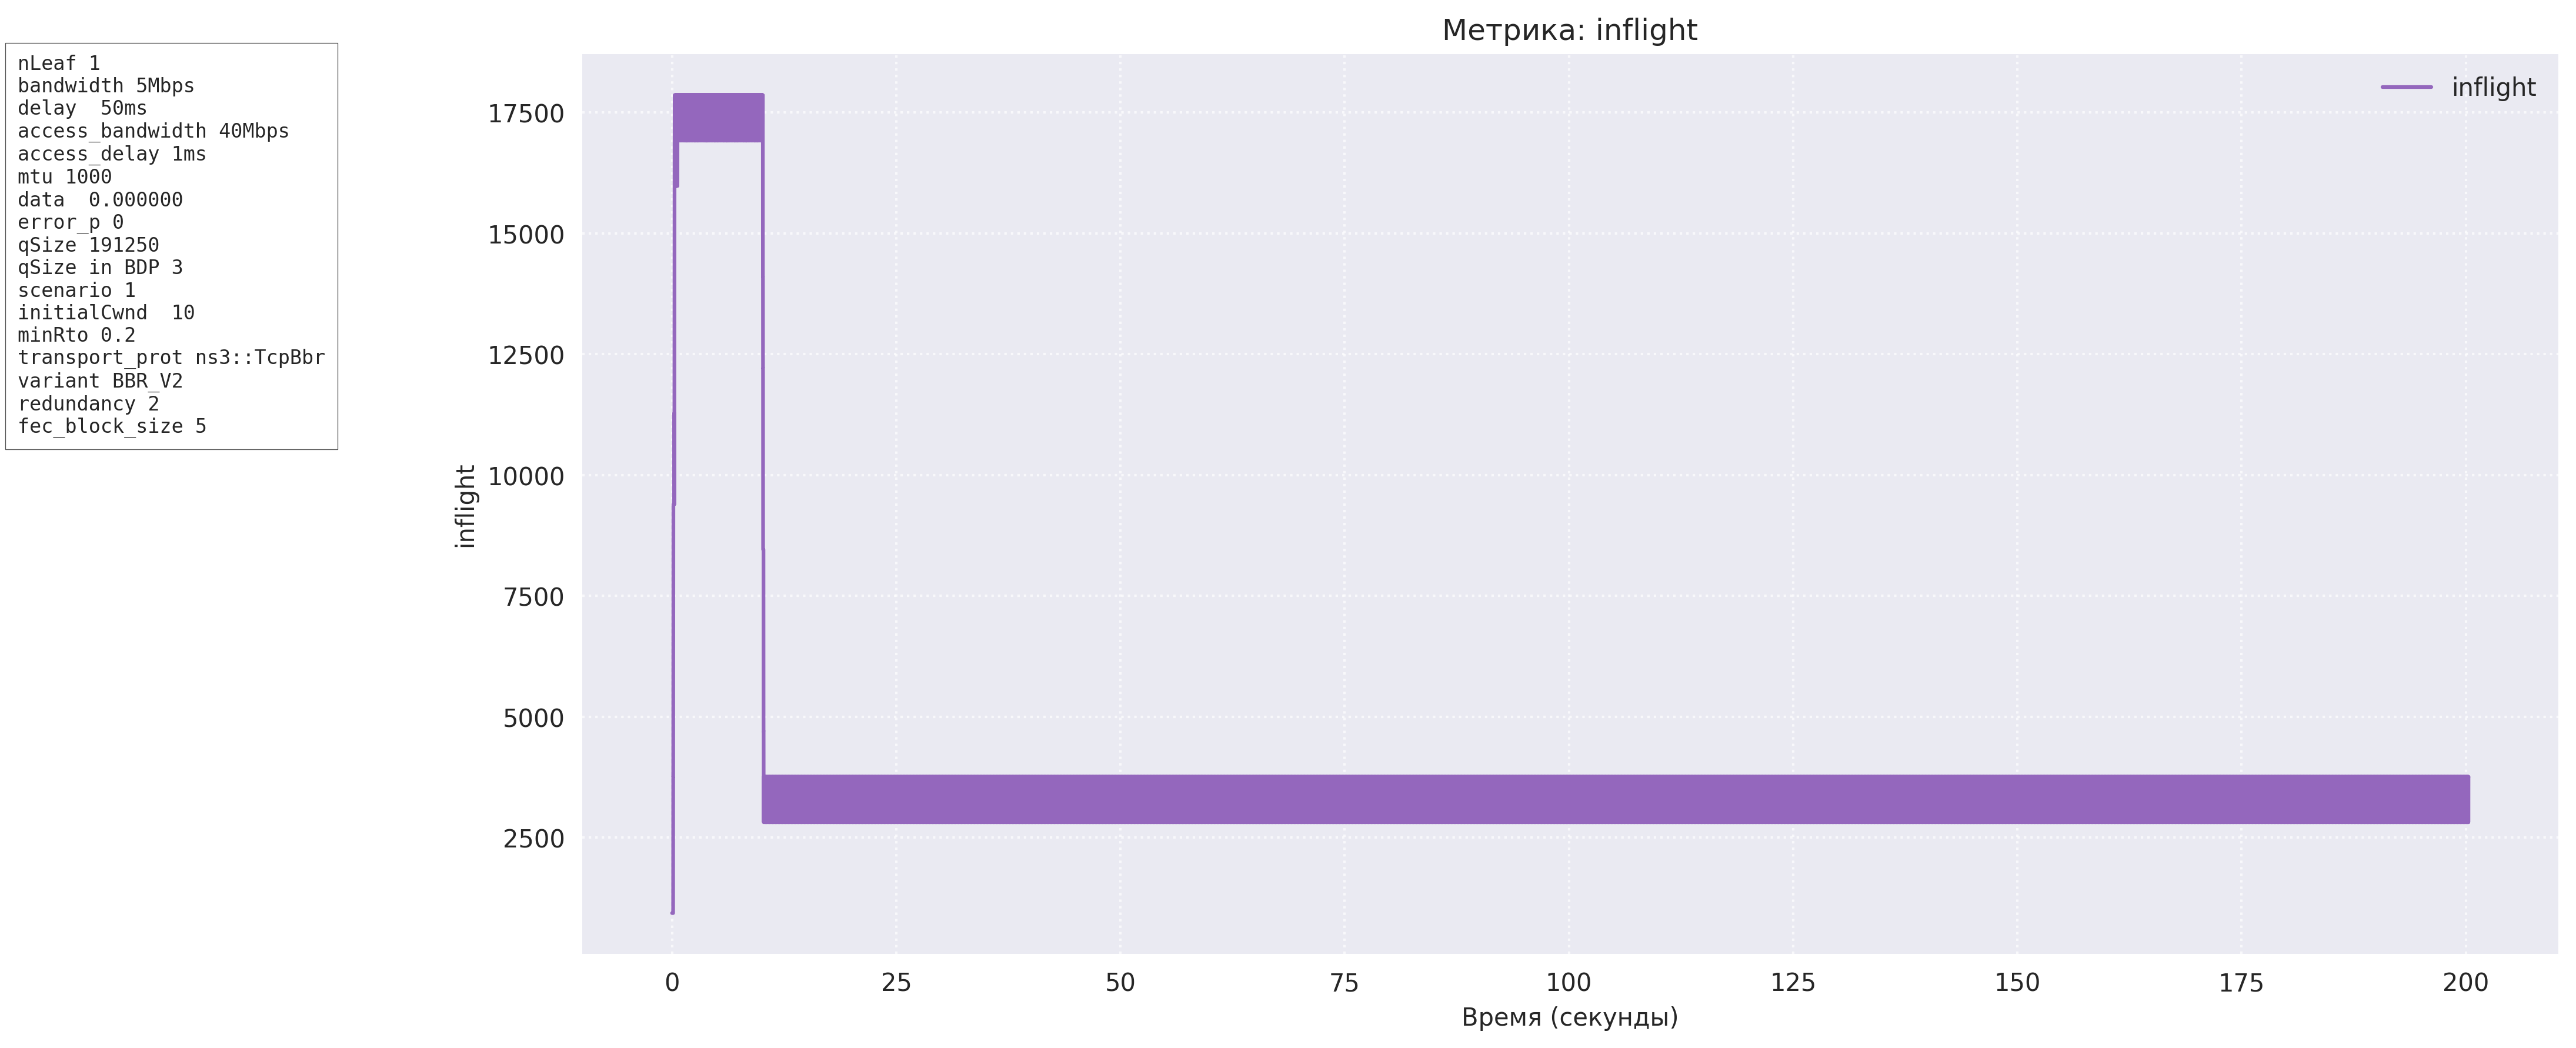 Метрика: inflight
nLeaf 1
bandwidth 5Mbps
delay  50ms
access_bandwidth 40Mbps
access_delay 1ms
mtu 1000
data  0.000000
error_p 0
qSize 191250
qSize in BDP 3
scenario 1
initialCwnd  10
minRto 0.2
transport_prot ns3::TcpBbr
variant BBR_V2
redundancy 2
fec_block_size 5
inflight
17500
15000
12500
10000
7500
5000
2500
inflight
0 25 50 75 100 125 150 175 200
Время (секунды)